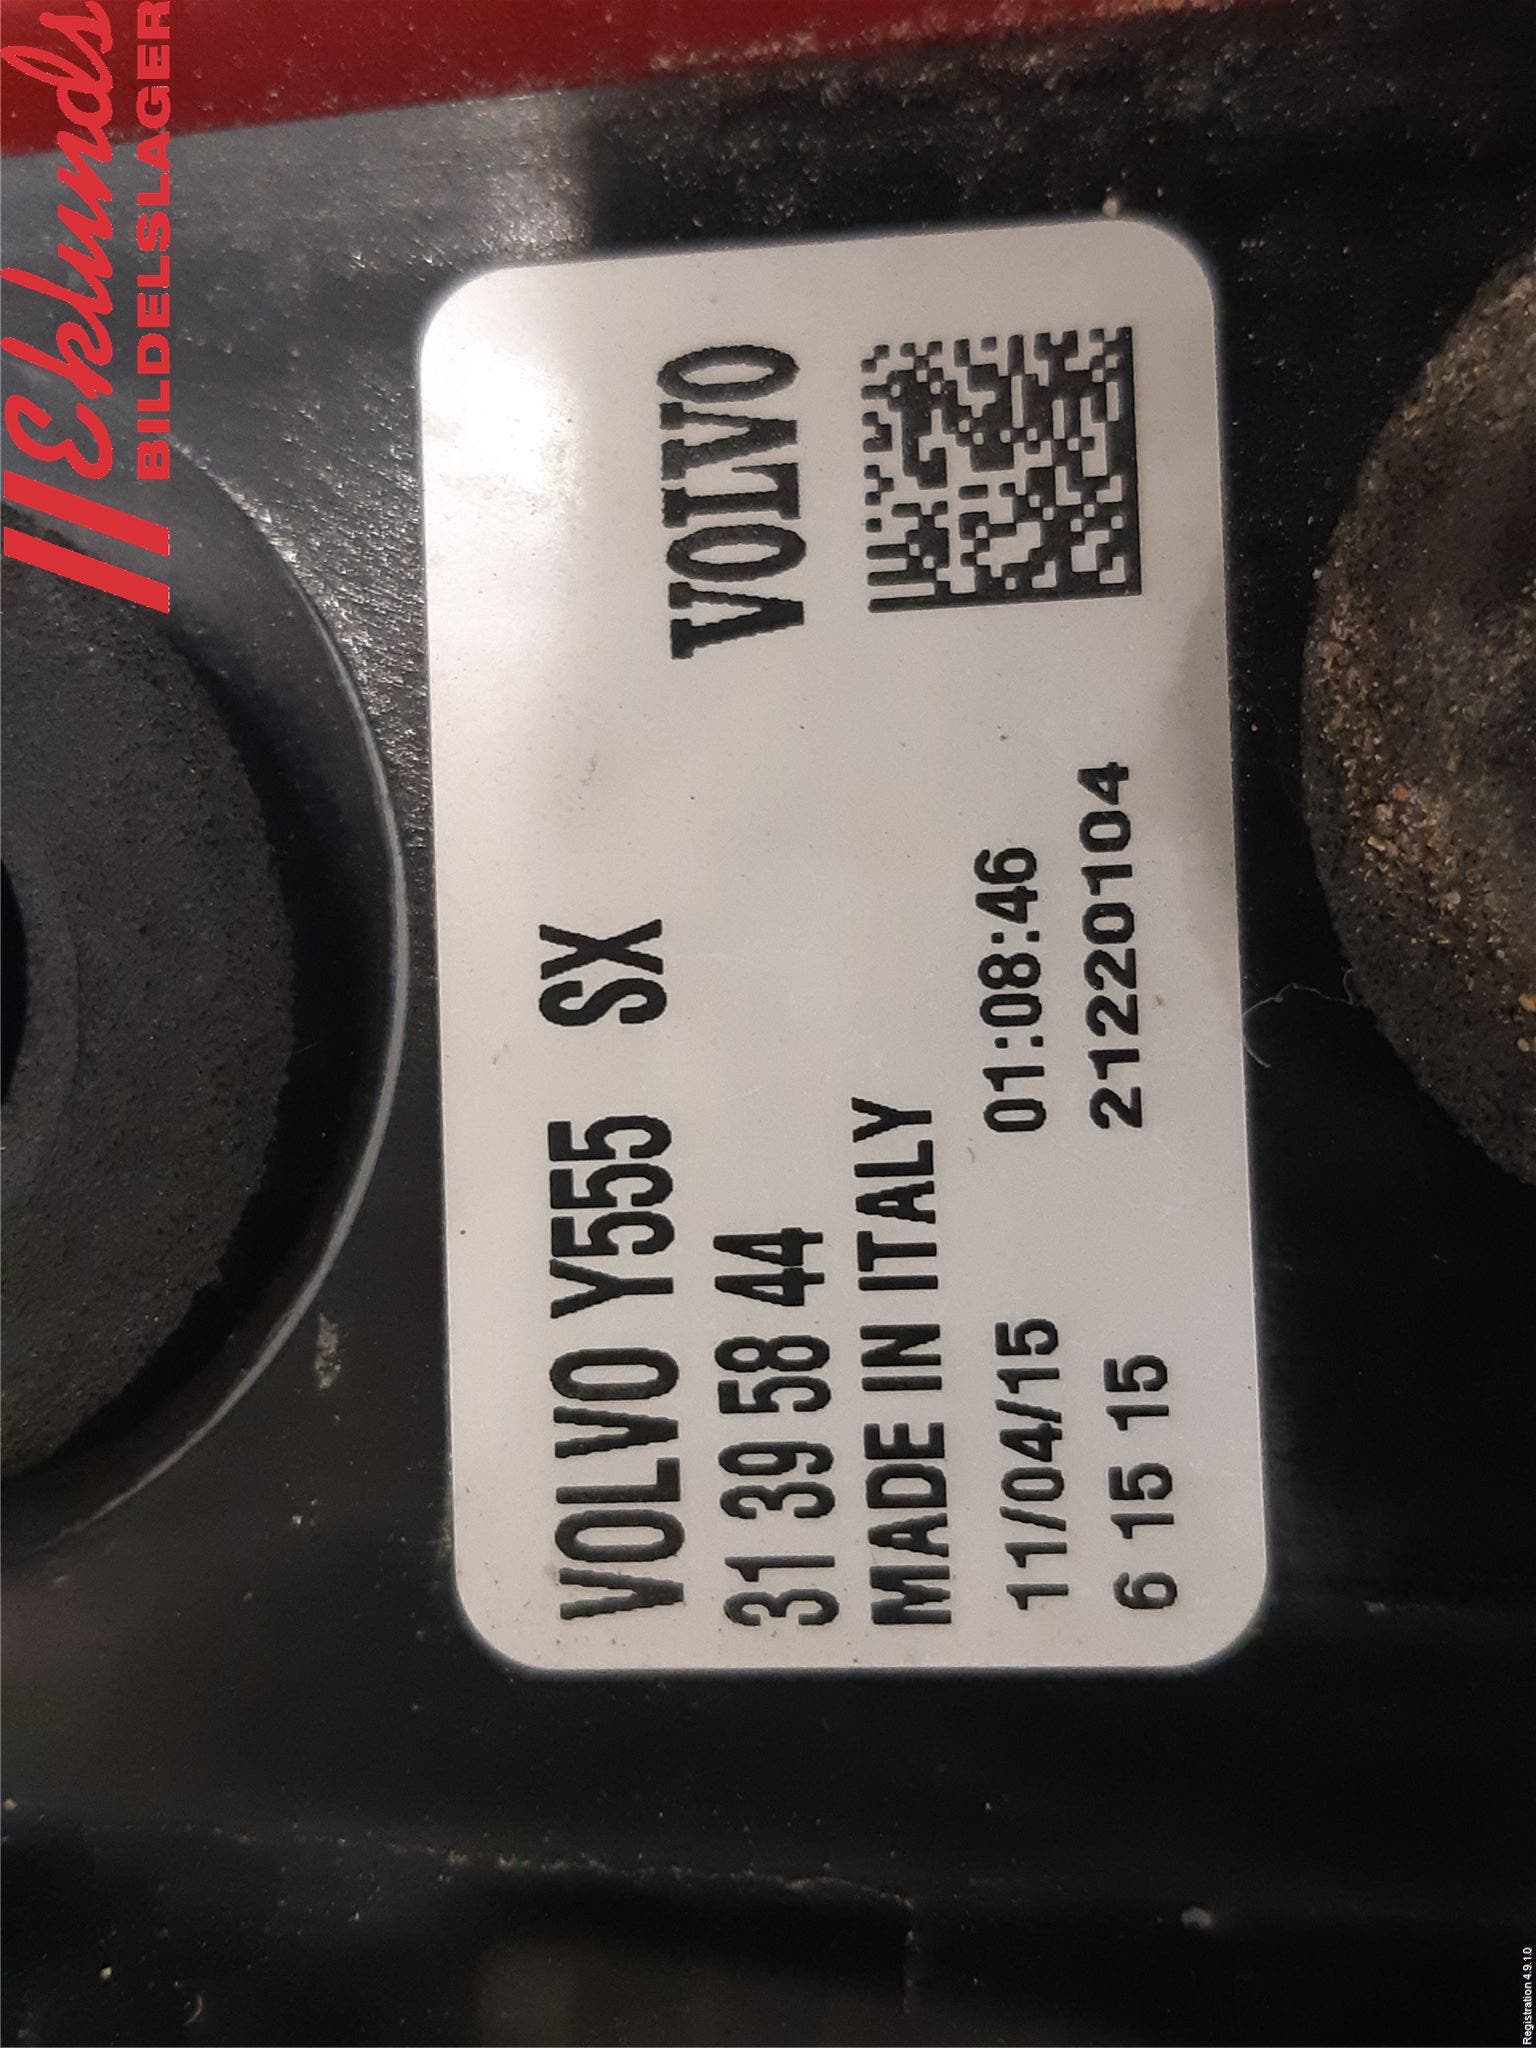 Eklunds
BILDELSLAGER
VOLVO Y555 SX
31 39 58 44
VOLVO
MADE IN ITALY
11/04/15 01:08:46
6 15 15 21220104
Registration 4.9.1.0